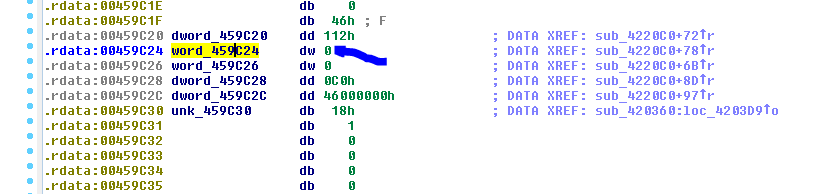 .rdata:00459C1E db 0
.rdata:00459C1F db 46h ; F
.rdata:00459C20 dword_459C20 dd 112h ; DATA XREF: sub_4220C0+72↑r
.rdata:00459C24 word_459C24 dw 0 ; DATA XREF: sub_4220C0+78↑r
.rdata:00459C26 word_459C26 dw 0 ; DATA XREF: sub_4220C0+6B↑r
.rdata:00459C28 dword_459C28 dd 0C0h ; DATA XREF: sub_4220C0+8D↑r
.rdata:00459C2C dword_459C2C dd 46000000h ; DATA XREF: sub_4220C0+97↑r
.rdata:00459C30 unk_459C30 db 18h ; DATA XREF: sub_420360:loc_4203D9↑o
.rdata:00459C31 db 1
.rdata:00459C32 db 0
.rdata:00459C33 db 0
.rdata:00459C34 db 0
.rdata:00459C35 db 0